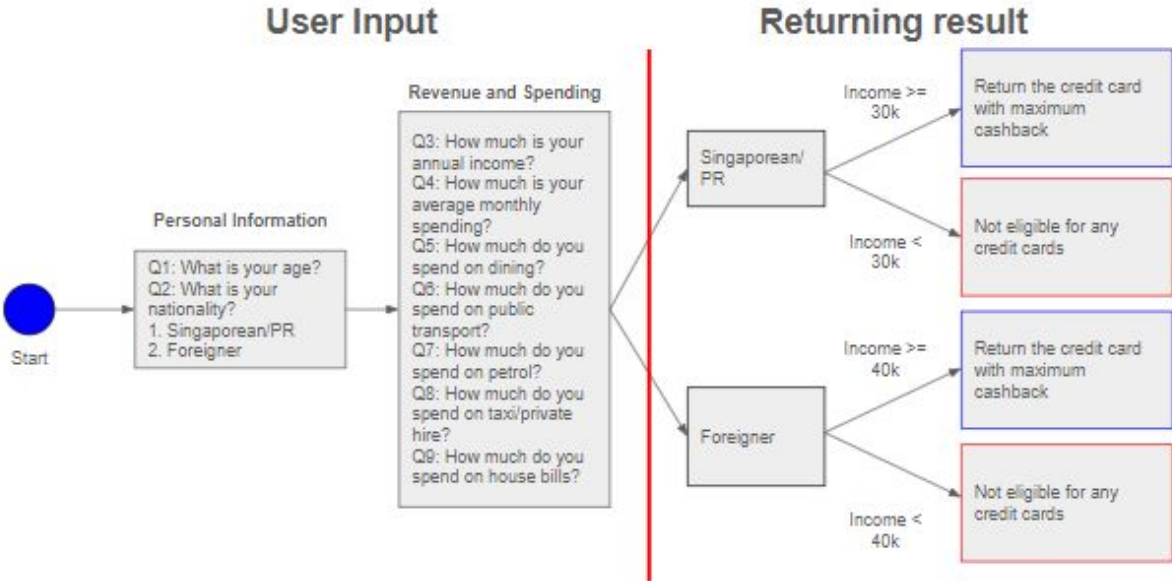 User Input
Returning result
Revenue and Spending
Q3: How much is your
annual income?
Q4: How much is your
average monthly
spending?
Q5: How much do you
spend on dining?
Q6: How much do you
spend on public
transport?
Q7: How much do you
spend on petrol?
Q8: How much do you
spend on taxi/private
hire?
Q9: How much do you
spend on house bills?
Personal Information
Q1: What is your age?
Q2: What is your
nationality?
1. Singaporean/PR
2. Foreigner
Start
Singaporean/
PR
Income >=
30k
Return the credit card
with maximum
cashback
Income <
30k
Not eligible for any
credit cards
Foreigner
Income >=
40k
Return the credit card
with maximum
cashback
Income <
40k
Not eligible for any
credit cards